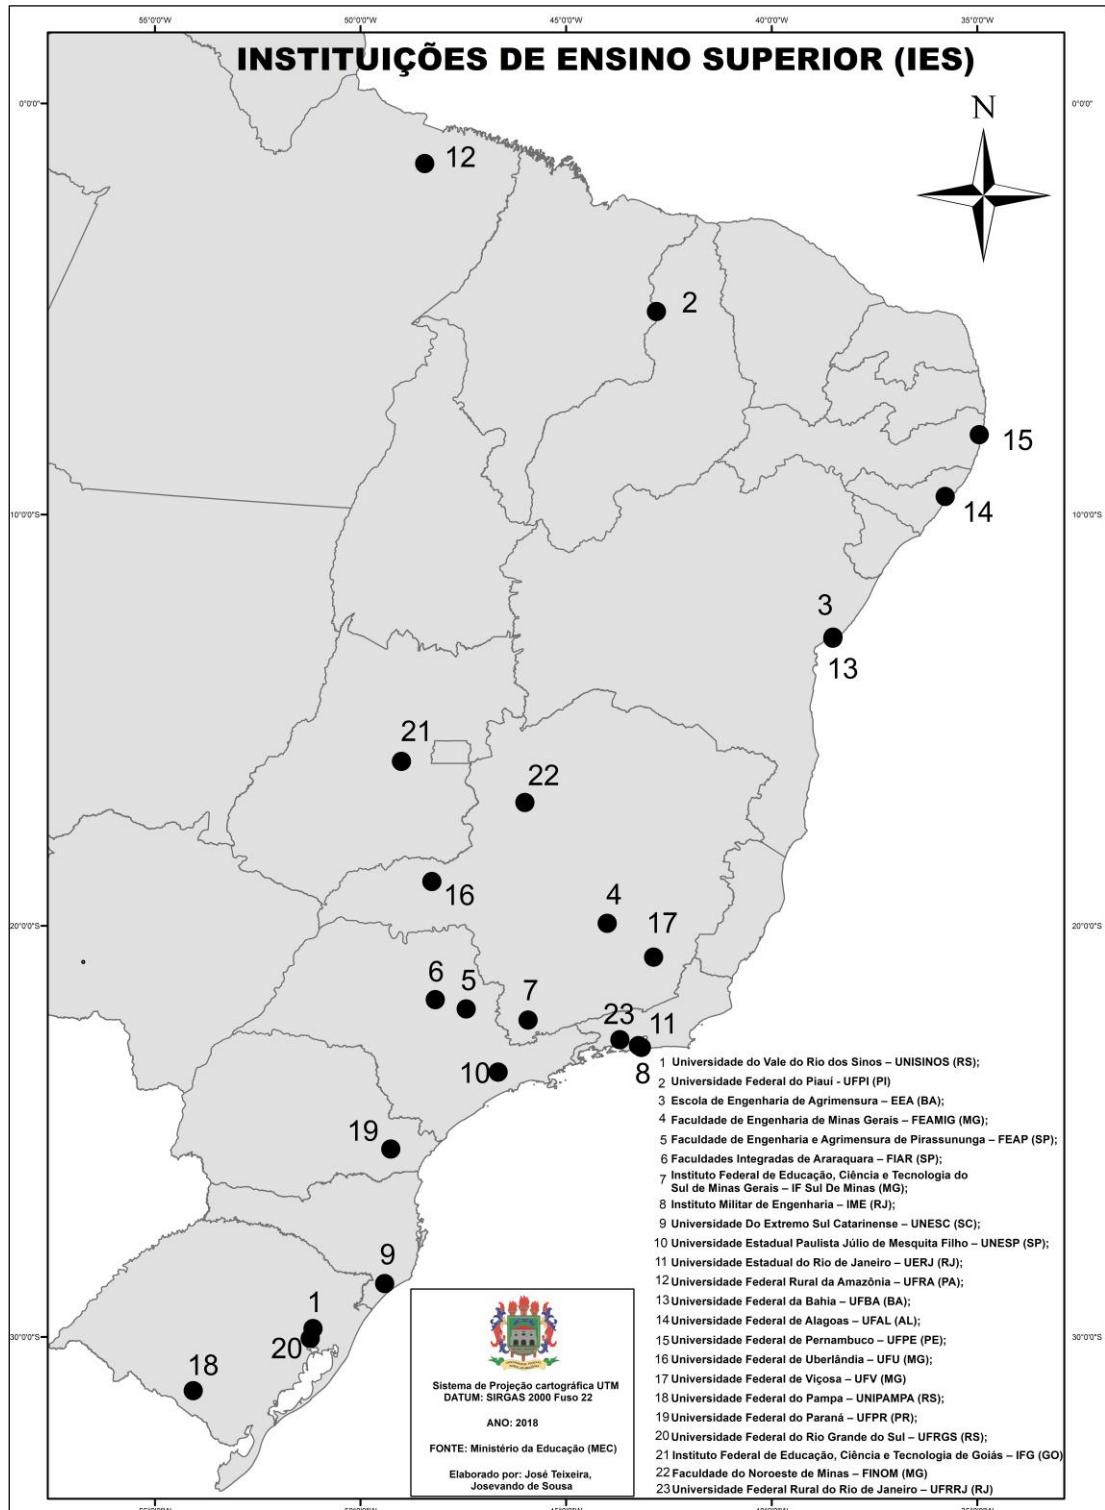 55°0'0"W 50°0'0"W 45°0'0"W 40°0'0"W 35°0'0"W
INSTITUIÇÕES DE ENSINO SUPERIOR (IES)
0°0'0" 0°0'0"
N
12
2
15
10°0'0"S 14 10°0'0"S
3
13
21
22
16
4
20°0'0"S 17 20°0'0"S
6 5 7
23 11
10 8
19
9
1
30°0'0"S 20 30°0'0"S
18
1 Universidade do Vale do Rio dos Sinos – UNISINOS (RS);
2 Universidade Federal do Piauí - UFPI (PI)
3 Escola de Engenharia de Agrimensura – EEA (BA);
4 Faculdade de Engenharia de Minas Gerais – FEAMIG (MG);
5 Faculdade de Engenharia e Agrimensura de Pirassununga – FEAP (SP);
6 Faculdades Integradas de Araraquara – FIAR (SP);
7 Instituto Federal de Educação, Ciência e Tecnologia do
Sul de Minas Gerais – IF Sul De Minas (MG);
8 Instituto Militar de Engenharia – IME (RJ);
9 Universidade Do Extremo Sul Catarinense – UNESC (SC);
10 Universidade Estadual Paulista Júlio de Mesquita Filho – UNESP (SP);
11 Universidade Estadual do Rio de Janeiro – UERJ (RJ);
12 Universidade Federal Rural da Amazônia – UFRA (PA);
13 Universidade Federal da Bahia – UFBA (BA);
14 Universidade Federal de Alagoas – UFAL (AL);
15 Universidade Federal de Pernambuco – UFPE (PE);
16 Universidade Federal de Uberlândia – UFU (MG);
17 Universidade Federal de Viçosa – UFV (MG)
18 Universidade Federal do Pampa – UNIPAMPA (RS);
19 Universidade Federal do Paraná – UFPR (PR);
20 Universidade Federal do Rio Grande do Sul – UFRGS (RS);
21 Instituto Federal de Educação, Ciência e Tecnologia de Goiás – IFG (GO)
22 Faculdade do Noroeste de Minas – FINOM (MG)
23 Universidade Federal Rural do Rio de Janeiro – UFRRJ (RJ)
Sistema de Projeção cartográfica UTM
DATUM: SIRGAS 2000 Fuso 22
ANO: 2018
FONTE: Ministério da Educação (MEC)
Elaborado por: José Teixeira,
Josevando de Sousa